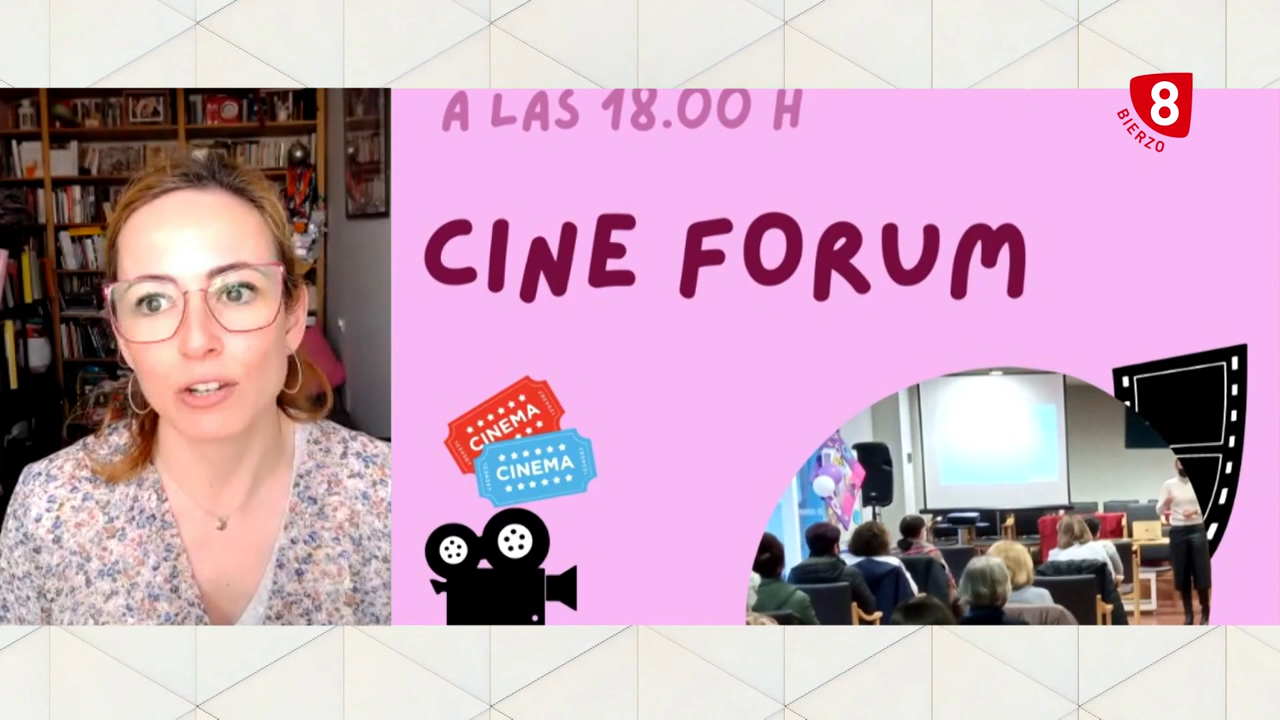 A LAS 18.00 H
8
BIERZO
CINE FORUM
CINEMA
CINEMA